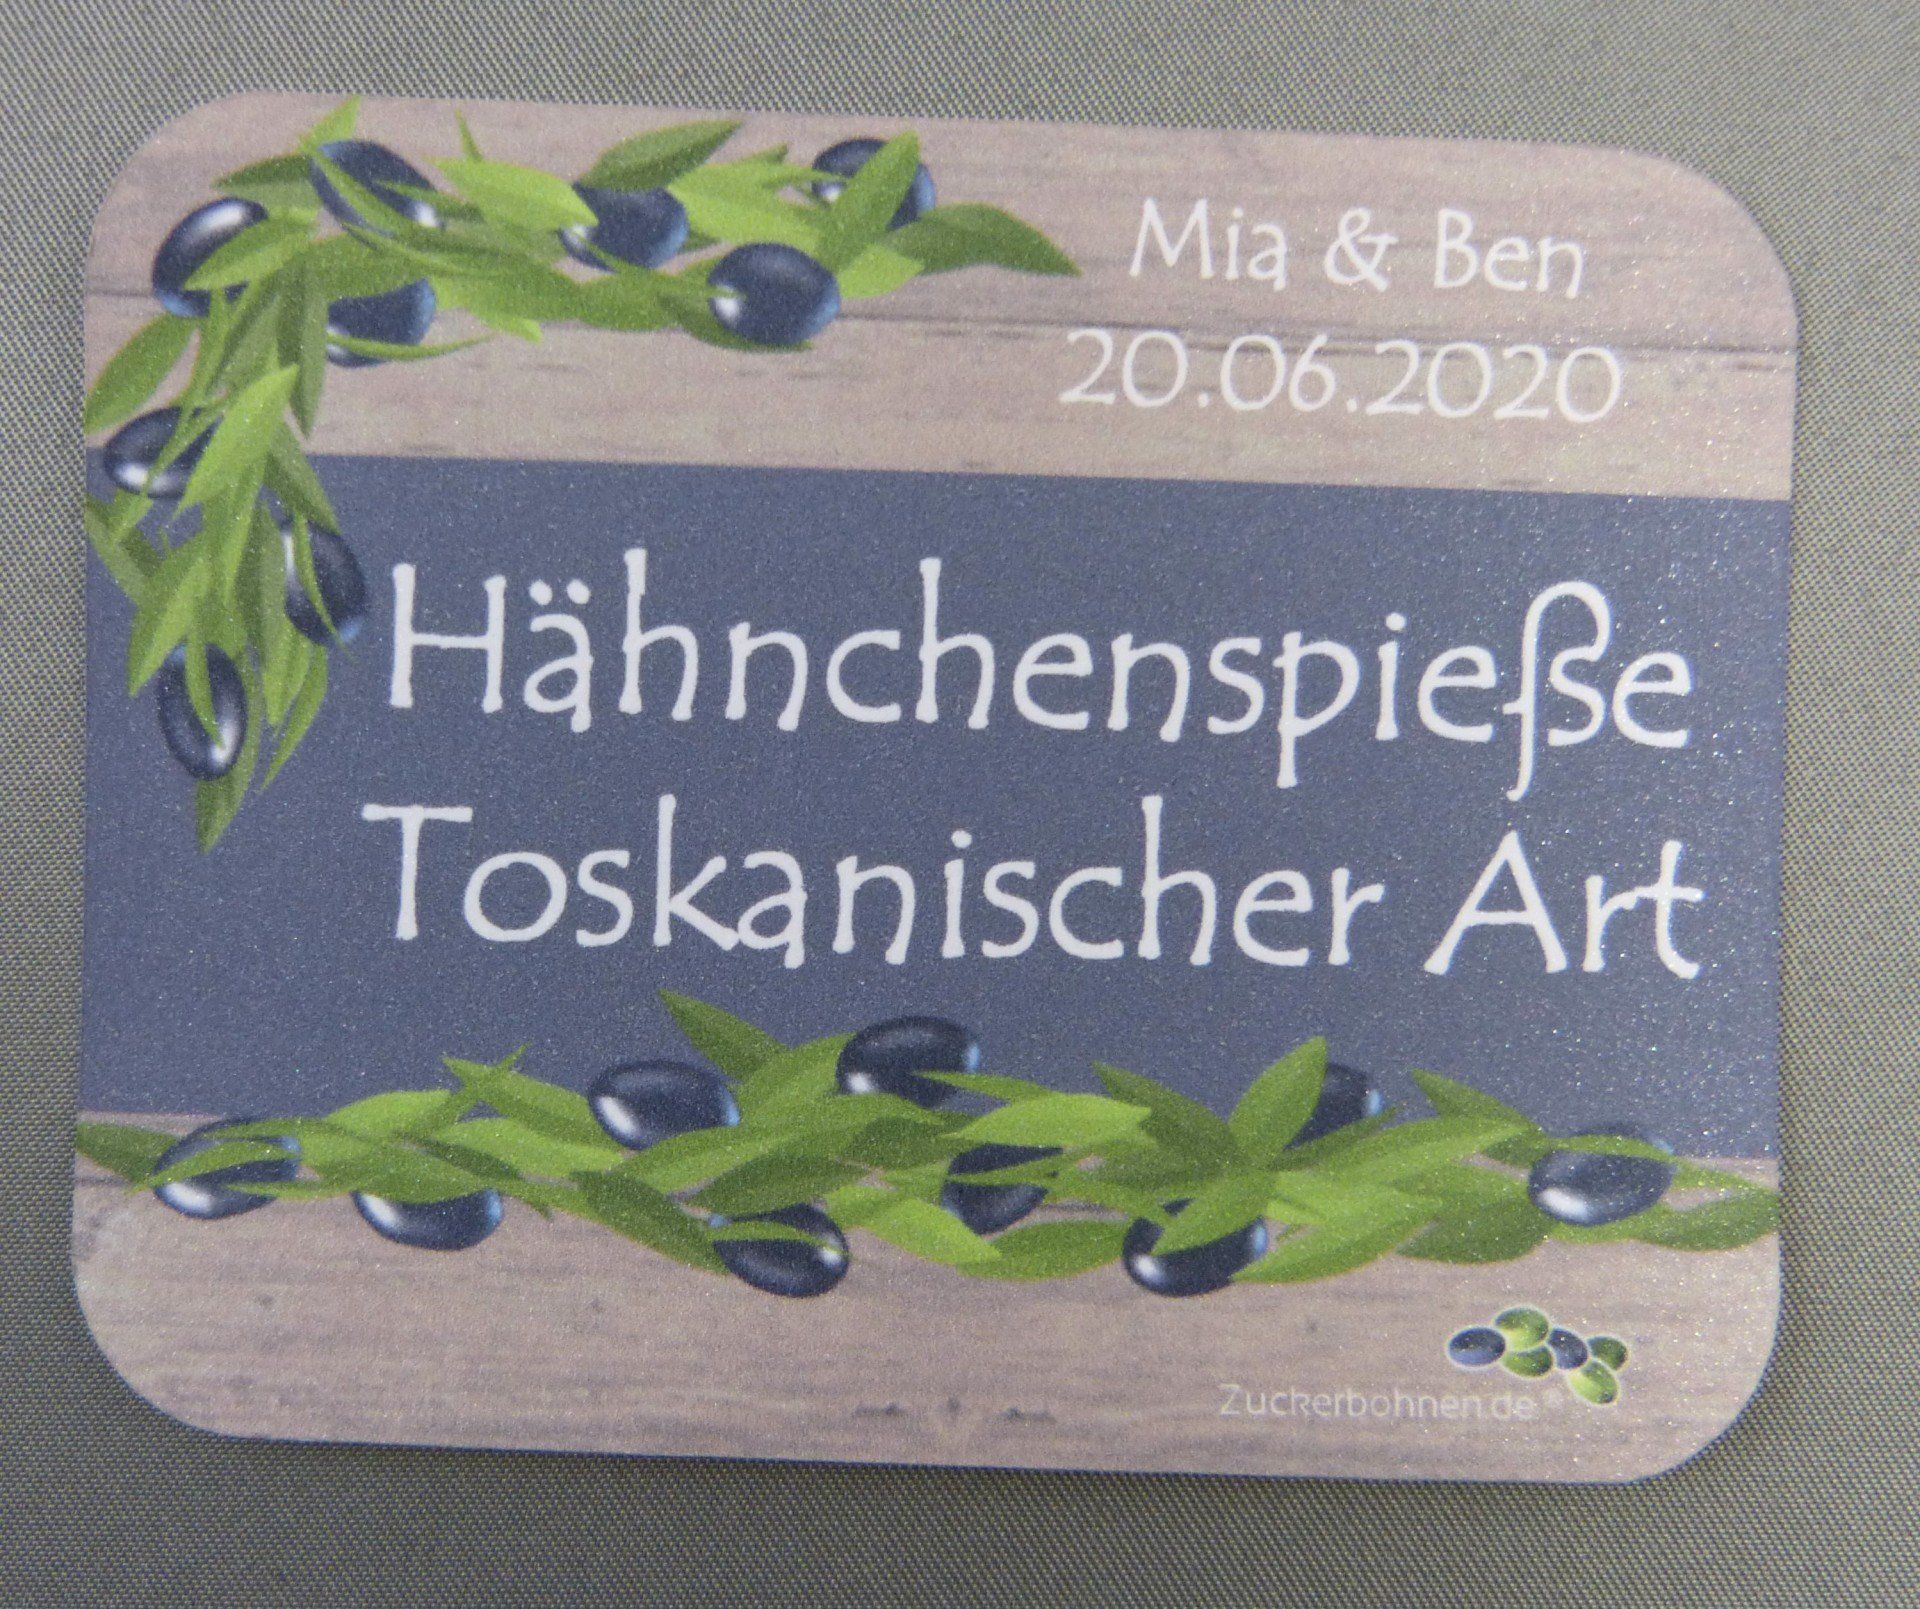 Mia & Ben
20.06.2020
Hähnchenspieße
Toskanischer Art
Zuckerbohnen.de®